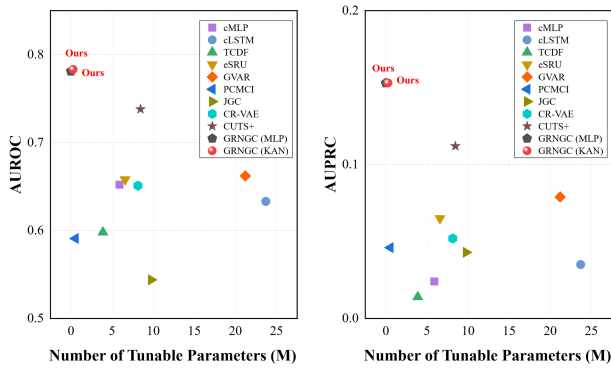 0.8
0.7
0.6
0.5
AUROC
Ours
Ours
cMLP
cLSTM
TCDF
eSRU
GVAR
PCMCI
JGC
CR-VAE
CUTS+
GRNGC (MLP)
GRNGC (KAN)
0 5 10 15 20 25
Number of Tunable Parameters (M)
0.2
0.1
0.0
AUPRC
Ours
Ours
cMLP
cLSTM
TCDF
eSRU
GVAR
PCMCI
JGC
CR-VAE
CUTS+
GRNGC (MLP)
GRNGC (KAN)
0 5 10 15 20 25
Number of Tunable Parameters (M)